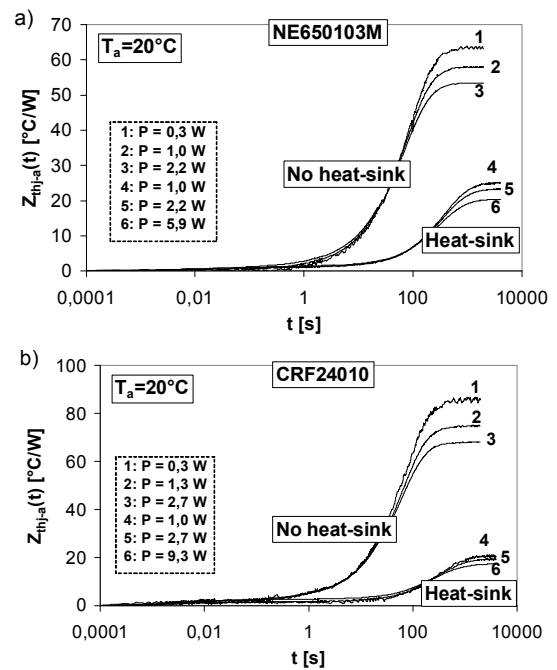 a)
NE650103M
Tₐ=20°C
Z_thj-a(t) [°C/W]
70
60
50
40
30
20
10
0
1: P = 0,3 W
2: P = 1,0 W
3: P = 2,2 W
4: P = 1,0 W
5: P = 2,2 W
6: P = 5,9 W
No heat-sink
Heat-sink
1
2
3
4
5
6
0,0001 0,01 1 100 10000
t [s]
b)
CRF24010
Tₐ=20°C
Z_thj-a(t) [°C/W]
100
80
60
40
20
0
1: P = 0,3 W
2: P = 1,3 W
3: P = 2,7 W
4: P = 1,0 W
5: P = 2,7 W
6: P = 9,3 W
No heat-sink
Heat-sink
1
2
3
4
5
6
0,0001 0,01 1 100 10000
t [s]